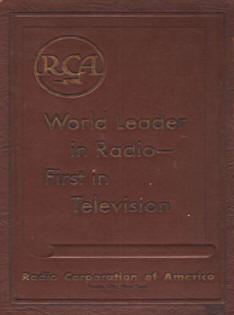 RCA
World Leader
in Radio—
First in
Television
Radio Corporation of America